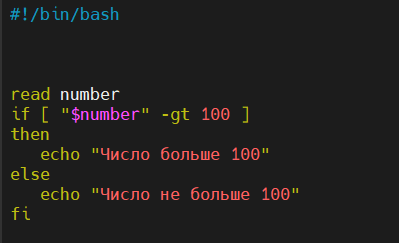 #!/bin/bash
read number
if [ "$number" -gt 100 ]
then
   echo "Число больше 100"
else
   echo "Число не больше 100"
fi